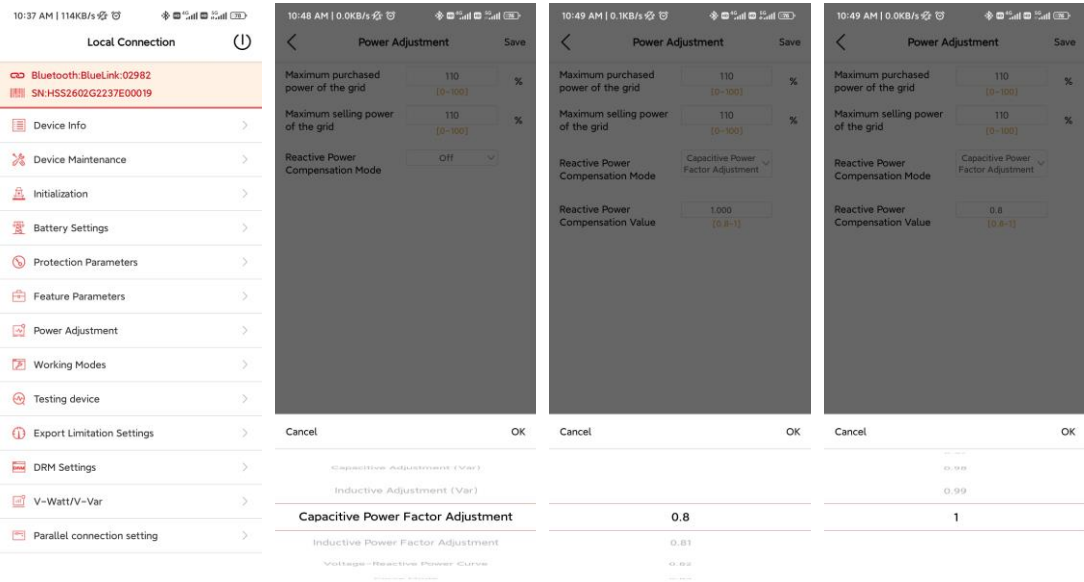 10:37 AM | 114KB/s
Local Connection
Bluetooth:BlueLink:02982
SN:HSS2602G2237E00019
Device Info
Device Maintenance
Initialization
Battery Settings
Protection Parameters
Feature Parameters
Power Adjustment
Working Modes
Testing device
Export Limitation Settings
DRM Settings
V-Watt/V-Var
Parallel connection setting
10:48 AM | 0.0KB/s
Power Adjustment Save
Maximum purchased
power of the grid
110 %
[0~100]
Maximum selling power
of the grid
110 %
[0~100]
Reactive Power
Compensation Mode
Off
Cancel OK
Capacitive Adjustment (Var)
Inductive Adjustment (Var)
Capacitive Power Factor Adjustment
Inductive Power Factor Adjustment
Voltage-Reactive Power Curve
10:49 AM | 0.1KB/s
Power Adjustment Save
Maximum purchased
power of the grid
110 %
[0~100]
Maximum selling power
of the grid
110 %
[0~100]
Reactive Power
Compensation Mode
Capacitive Power
Factor Adjustment
Reactive Power
Compensation Value
1.000
[0.8~1]
Cancel OK
0.8
0.81
0.82
10:49 AM | 0.0KB/s
Power Adjustment Save
Maximum purchased
power of the grid
110 %
[0~100]
Maximum selling power
of the grid
110 %
[0~100]
Reactive Power
Compensation Mode
Capacitive Power
Factor Adjustment
Reactive Power
Compensation Value
0.8
[0.8~1]
Cancel OK
0.98
0.99
1